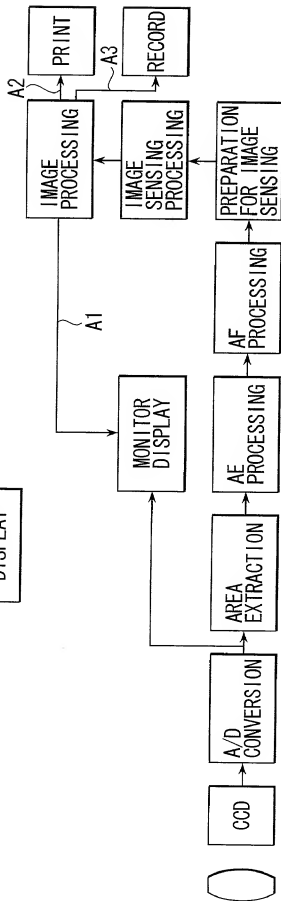 DISPLAY
A2
PRINT
A3
IMAGE
PROCESSING
RECORD
A1
MONITOR
DISPLAY
IMAGE
SENSING
PROCESSING
CCD
A/D
CONVERSION
AREA
EXTRACTION
AE
PROCESSING
AF
PROCESSING
PREPARATION
FOR IMAGE
SENSING